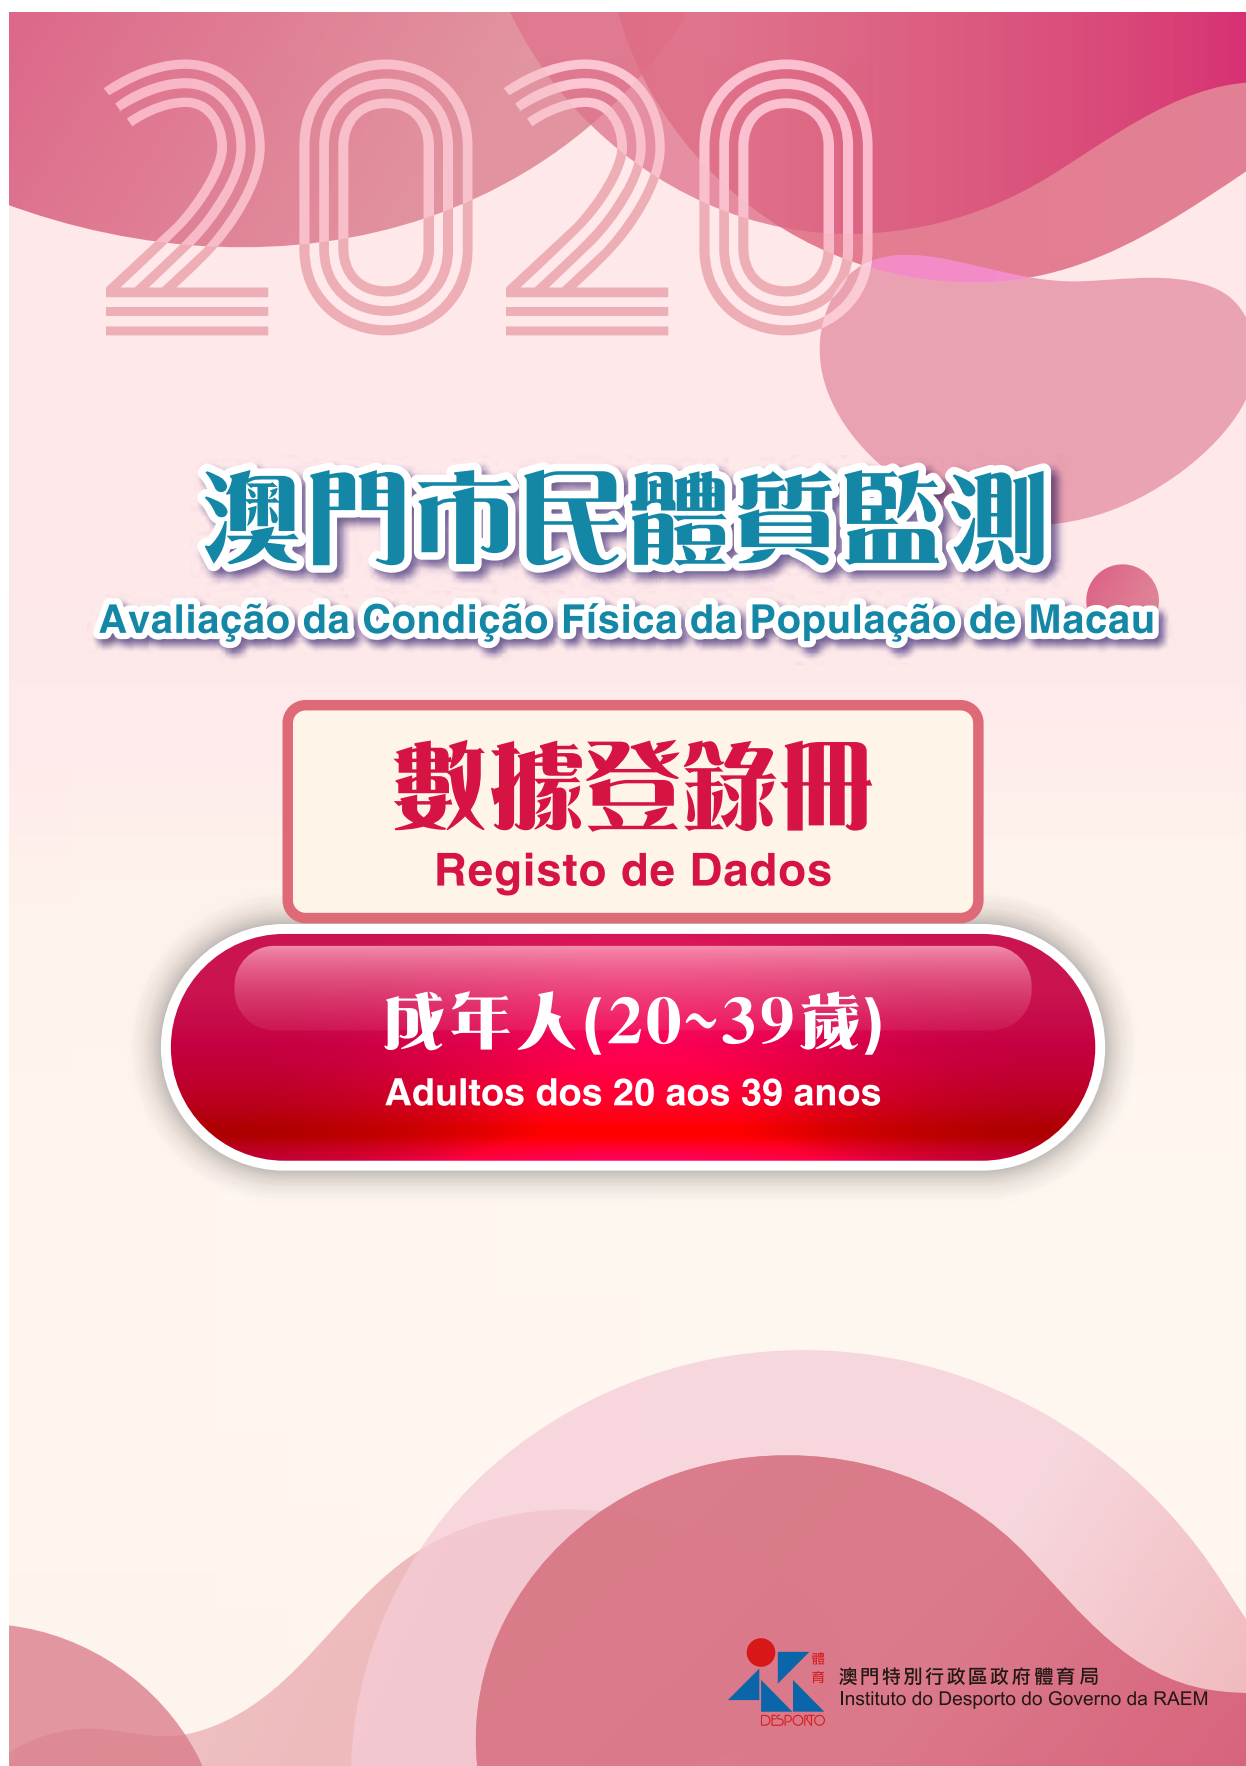 2020
澳門市民體質監測
Avaliação da Condição Física da População de Macau
數據登錄冊
Registo de Dados
成年人(20~39歲)
Adultos dos 20 aos 39 anos
體育
DESPORTO
澳門特別行政區政府體育局
Instituto do Desporto do Governo da RAEM